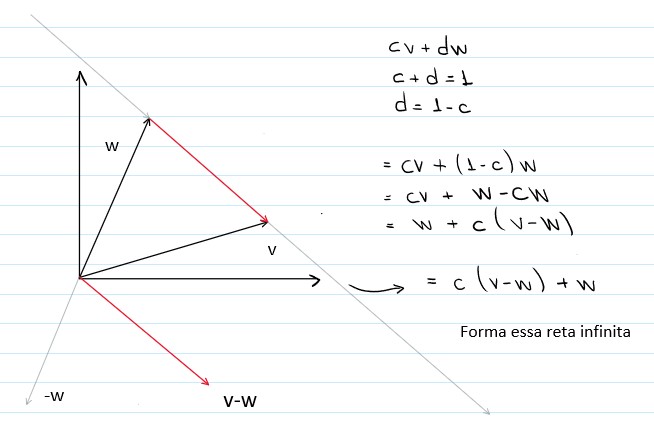 cv + dw
c + d = 1
d = 1 - c
= cv + (1-c) w
= cv + w - cw
= w + c (v-w)
= c (v-w) + w
Forma essa reta infinita
w
v
-w
v-w